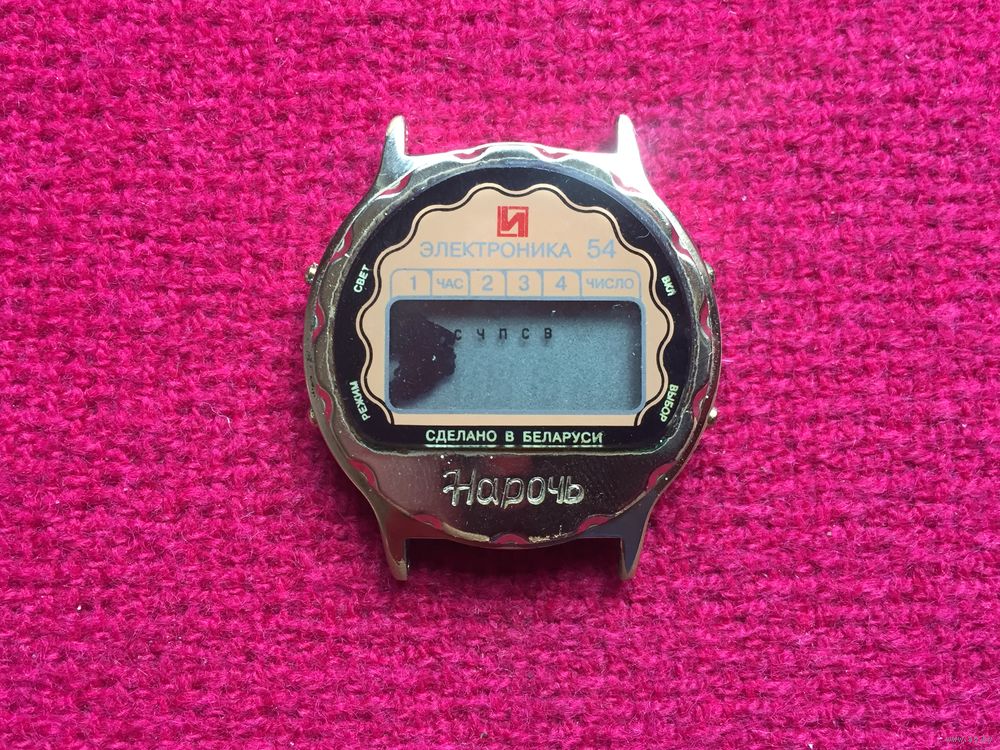 И
ЭЛЕКТРОНИКА 54
1 ЧАС 2 3 4 ЧИСЛО
СВЕТ
ВКЛ
С Ч П С В
РЕЖИМ
ВЫБОР
СДЕЛАНО В БЕЛАРУСИ
Нарочь